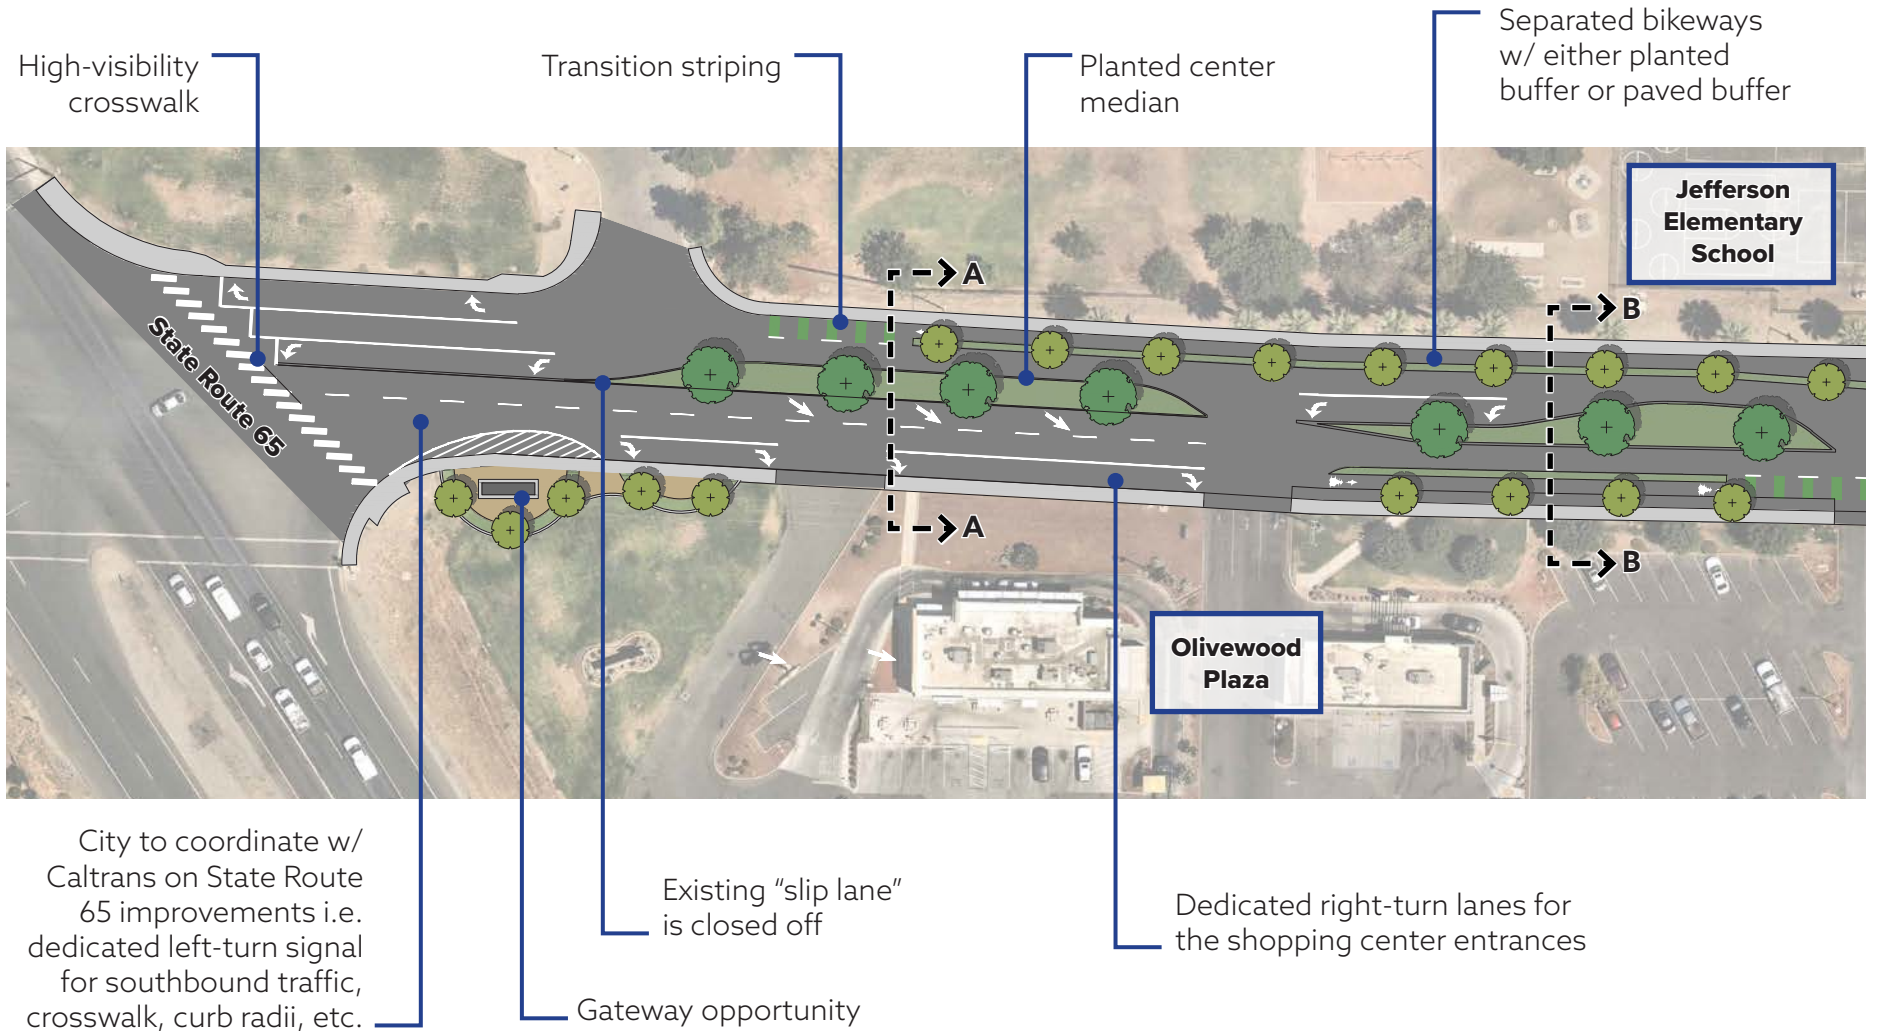 High-visibility
crosswalk
Transition striping
Planted center
median
Separated bikeways
w/ either planted
buffer or paved buffer
Jefferson
Elementary
School
A
B
State Route 65
A
B
Olivewood
Plaza
City to coordinate w/
Caltrans on State Route
65 improvements i.e.
dedicated left-turn signal
for southbound traffic,
crosswalk, curb radii, etc.
Existing “slip lane”
is closed off
Gateway opportunity
Dedicated right-turn lanes for
the shopping center entrances